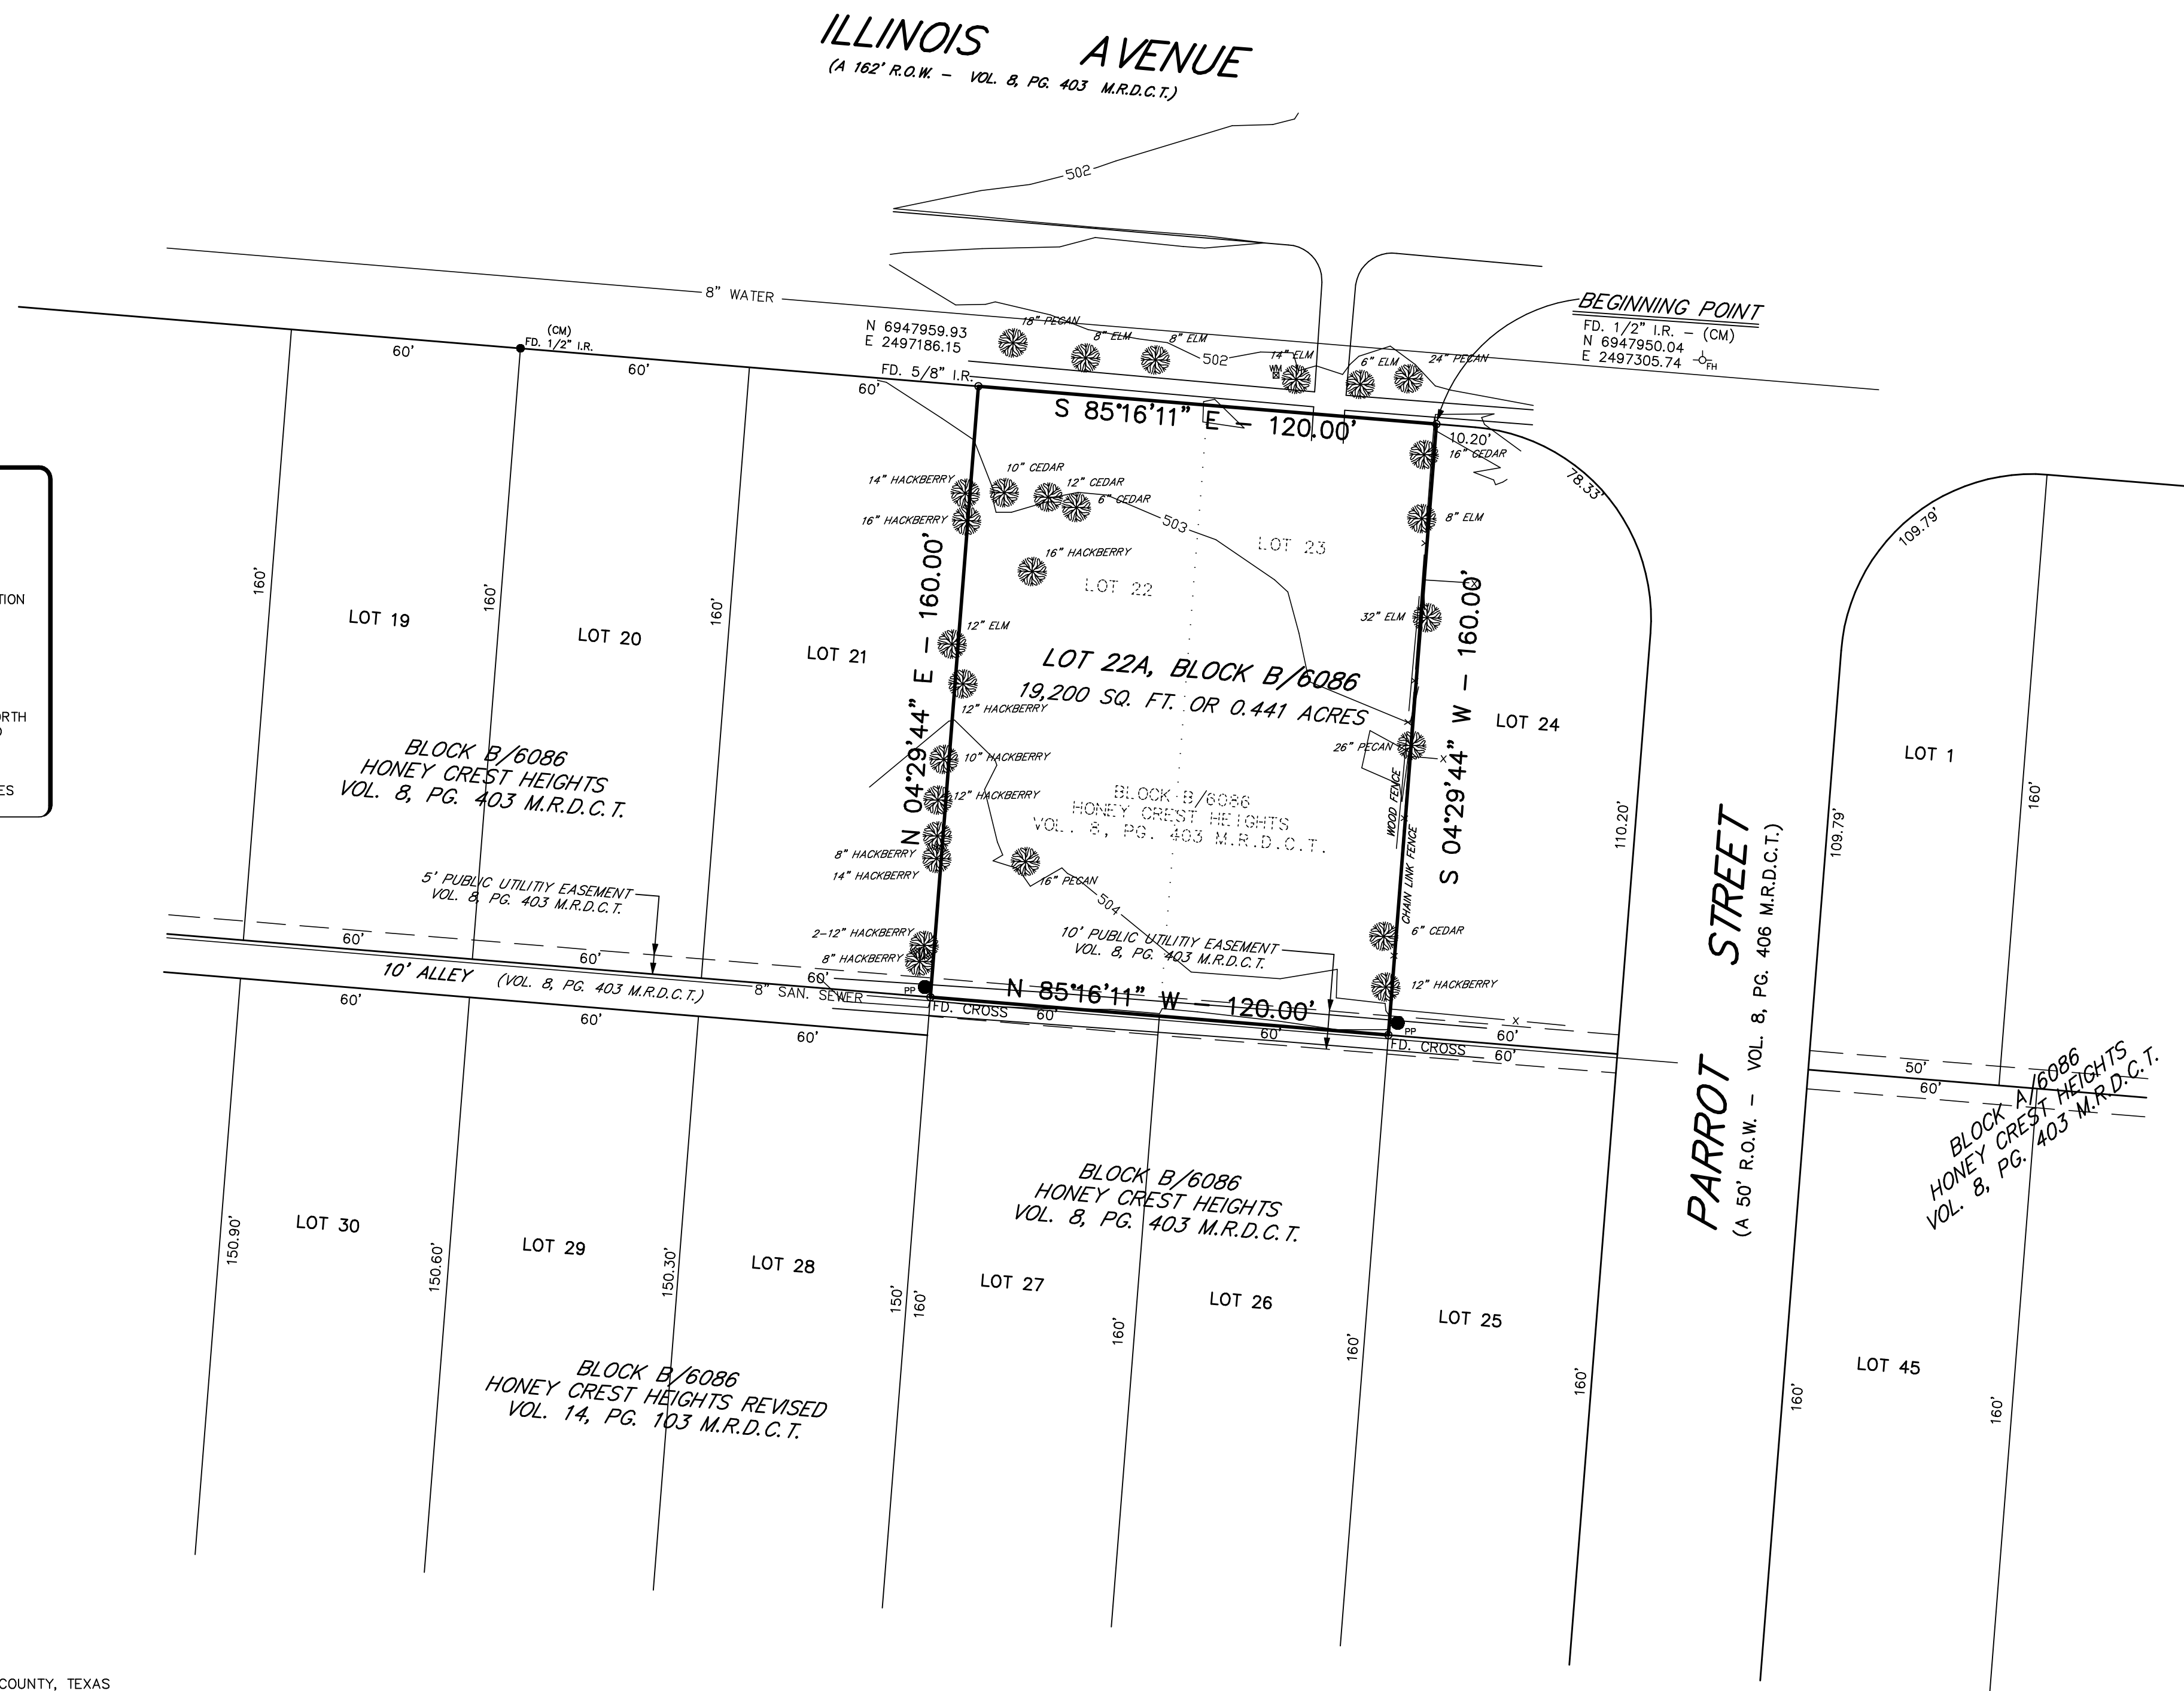 ILLINOIS AVENUE
(A 162' R.O.W. - VOL. 8, PG. 403 M.R.D.C.T.)
502
8" WATER
BEGINNING POINT
FD. 1/2" I.R. - (CM)
N 6947950.04
E 2497305.74
FH
N 6947959.93
E 2497186.15
18" PECAN
8" ELM
8" ELM
502
14" ELM
WM
6" ELM
24" PECAN
(CM)
FD. 1/2" I.R.
60'
60'
60'
FD. 5/8" I.R.
S 85°16'11" E - 120.00'
10.20'
16" CEDAR
78.33'
109.79'
14" HACKBERRY
10" CEDAR
12" CEDAR
6" CEDAR
16" HACKBERRY
503
8" ELM
LOT 23
16" HACKBERRY
LOT 22
TION
160'
160'
160'
N 04°29'44" E - 160.00'
S 04°29'44" W - 160.00'
X
LOT 19
LOT 20
LOT 21
12" ELM
32" ELM
LOT 22A, BLOCK B/6086
19,200 SQ. FT. OR 0.441 ACRES
12" HACKBERRY
LOT 24
LOT 1
ORTH
D
ES
BLOCK B/6086
HONEY CREST HEIGHTS
VOL. 8, PG. 403 M.R.D.C.T.
10" HACKBERRY
26" PECAN
X
12" HACKBERRY
BLOCK B/6086
HONEY CREST HEIGHTS
VOL. 8, PG. 403 M.R.D.C.T.
WOOD FENCE
CHAIN LINK FENCE
110.20'
109.79'
160'
8" HACKBERRY
14" HACKBERRY
16" PECAN
504
5' PUBLIC UTILITIY EASEMENT
VOL. 8, PG. 403 M.R.D.C.T.
2-12" HACKBERRY
8" HACKBERRY
10' PUBLIC UTILITIY EASEMENT
VOL. 8, PG. 403 M.R.D.C.T.
6" CEDAR
12" HACKBERRY
60'
60'
60'
10' ALLEY (VOL. 8, PG. 403 M.R.D.C.T.)
8" SAN. SEWER
PP
N 85°16'11" W - 120.00'
FD. CROSS
60'
60'
PP
FD. CROSS
X
60'
60'
60'
60'
60'
PARROT STREET
(A 50' R.O.W. - VOL. 8, PG. 406 M.R.D.C.T.)
50'
60'
BLOCK A/6086
HONEY CREST HEIGHTS
VOL. 8, PG. 403 M.R.D.C.T.
BLOCK B/6086
HONEY CREST HEIGHTS
VOL. 8, PG. 403 M.R.D.C.T.
LOT 30
LOT 29
LOT 28
LOT 27
LOT 26
LOT 25
LOT 45
150.90'
150.60'
150.30'
150'
160'
160'
160'
160'
160'
160'
BLOCK B/6086
HONEY CREST HEIGHTS REVISED
VOL. 14, PG. 103 M.R.D.C.T.
COUNTY, TEXAS